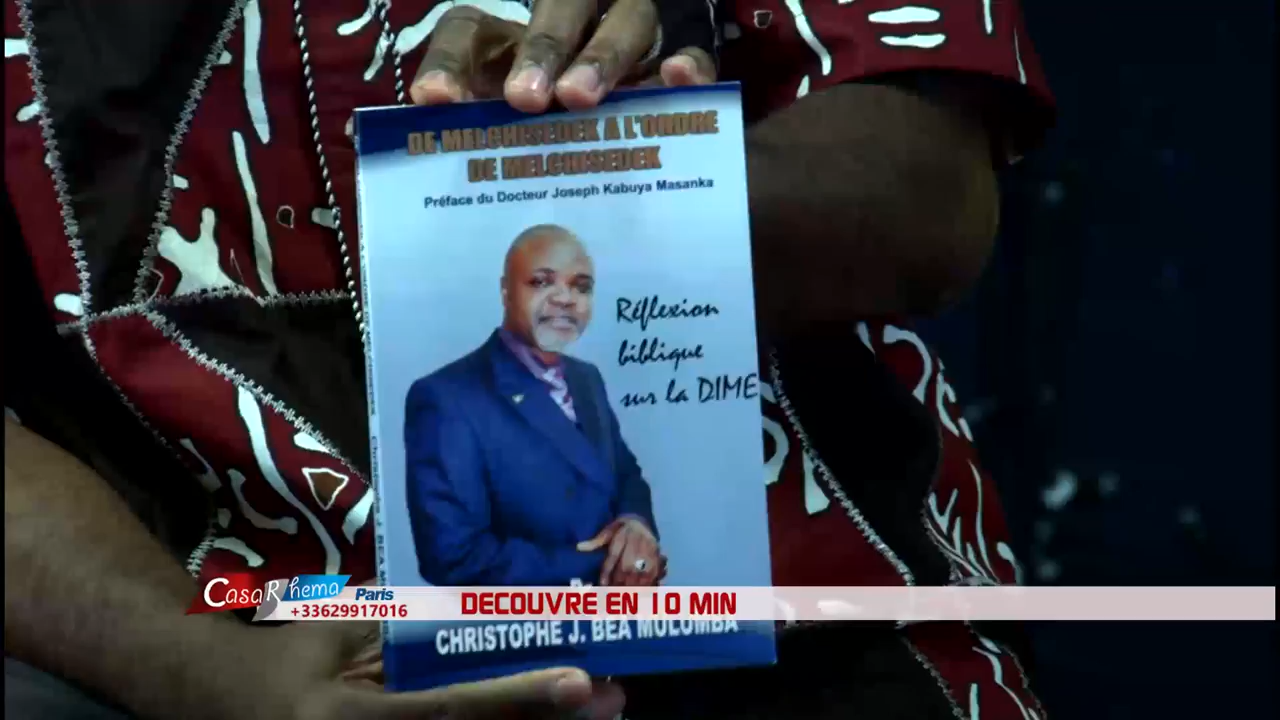 DE MELCHISEDEK A L'ORDRE
DE MELCHISEDEK
Préface du Docteur Joseph Kabuya Masanka
Réflexion
biblique
sur la DIME
CasaRhema Paris
+33629917016
DECOUVRE EN 10 MIN
CHRISTOPHE J. BEA MULUMBA